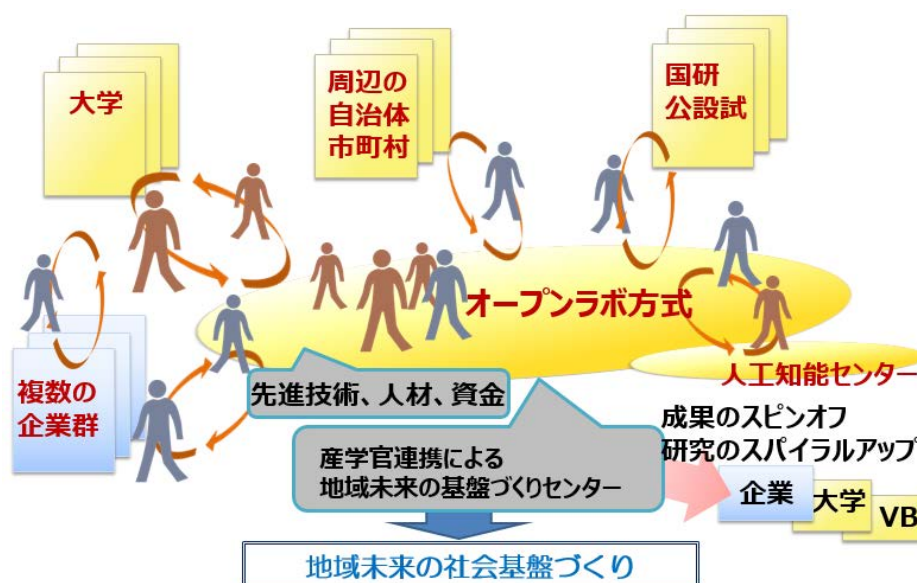 大学
周辺の
自治体
市町村
国研
公設試
オープンラボ方式
複数の
企業群
人工知能センター
先進技術、人材、資金
成果のスピンオフ
研究のスパイラルアップ
産学官連携による
地域未来の基盤づくりセンター
企業
大学
VB
地域未来の社会基盤づくり